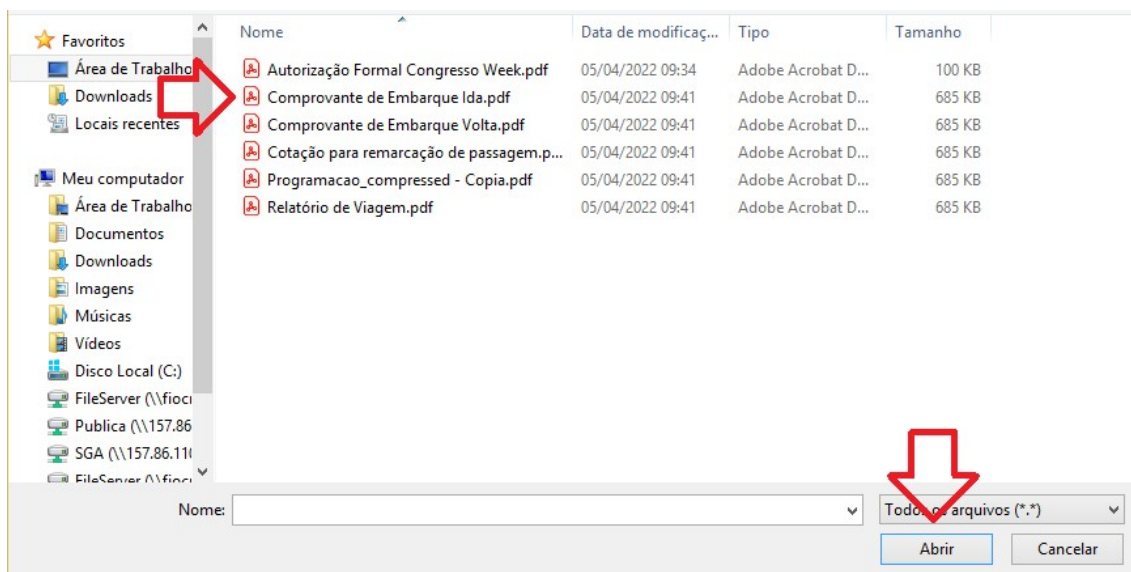 Favoritos
Área de Trabalho
Downloads
Locais recentes
Meu computador
Área de Trabalho
Documentos
Downloads
Imagens
Músicas
Vídeos
Disco Local (C:)
FileServer (\\fiocr
Publica (\\157.86
SGA (\\157.86.110
FileServer (\\fiocr
Nome Data de modificaç... Tipo Tamanho
Autorização Formal Congresso Week.pdf 05/04/2022 09:34 Adobe Acrobat D... 100 KB
Comprovante de Embarque Ida.pdf 05/04/2022 09:41 Adobe Acrobat D... 685 KB
Comprovante de Embarque Volta.pdf 05/04/2022 09:41 Adobe Acrobat D... 685 KB
Cotação para remarcação de passagem.p... 05/04/2022 09:41 Adobe Acrobat D... 685 KB
Programacao_compressed - Copia.pdf 05/04/2022 09:41 Adobe Acrobat D... 685 KB
Relatório de Viagem.pdf 05/04/2022 09:41 Adobe Acrobat D... 685 KB
Nome:
Todos os arquivos (*.*)
Abrir Cancelar